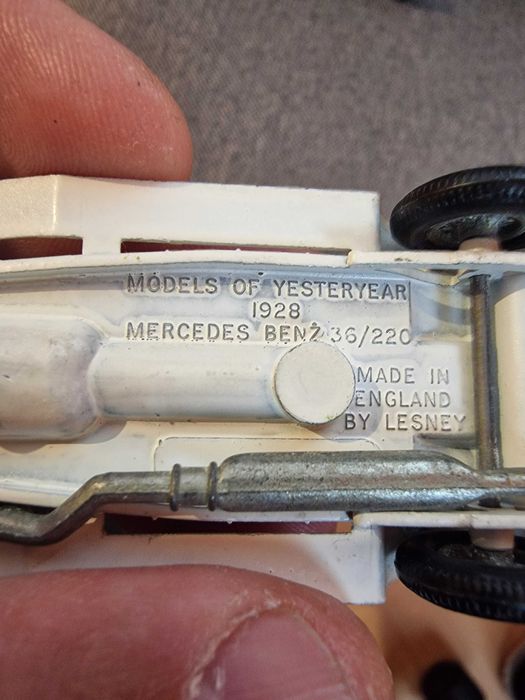 MODELS OF YESTERYEAR
1928
MERCEDES BENZ 36/220
MADE IN
ENGLAND
BY LESNEY